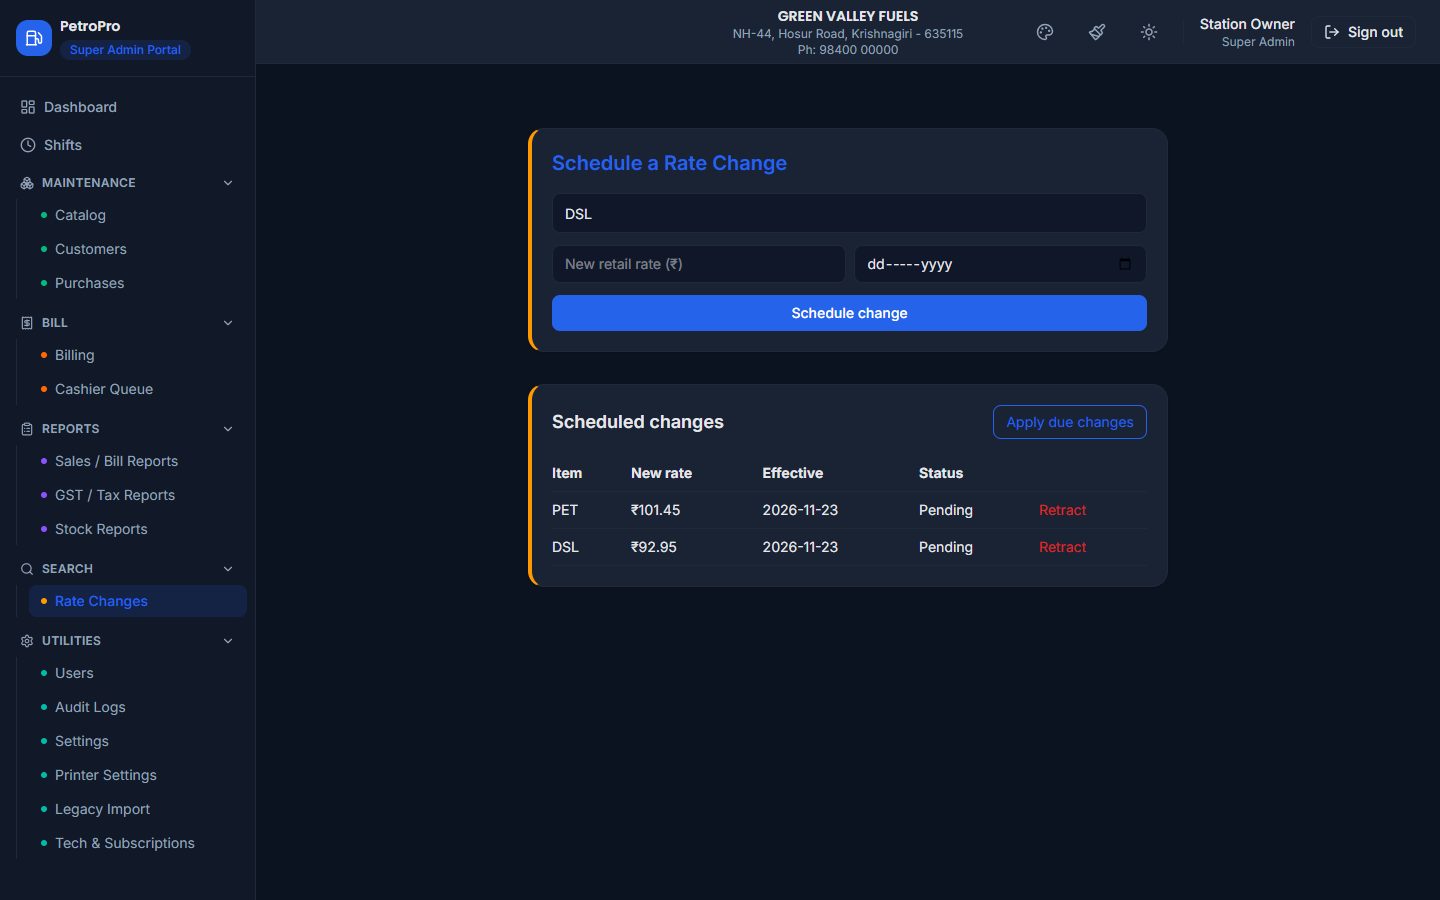 PetroPro
Super Admin Portal
GREEN VALLEY FUELS
NH-44, Hosur Road, Krishnagiri - 635115
Ph: 98400 00000
Station Owner
Super Admin
Sign out
Dashboard
Shifts
MAINTENANCE
Catalog
Customers
Purchases
BILL
Billing
Cashier Queue
REPORTS
Sales / Bill Reports
GST / Tax Reports
Stock Reports
SEARCH
Rate Changes
UTILITIES
Users
Audit Logs
Settings
Printer Settings
Legacy Import
Tech & Subscriptions
Schedule a Rate Change
DSL
New retail rate (₹) dd-----yyyy
Schedule change
Scheduled changes Apply due changes
Item New rate Effective Status
PET ₹101.45 2026-11-23 Pending Retract
DSL ₹92.95 2026-11-23 Pending Retract